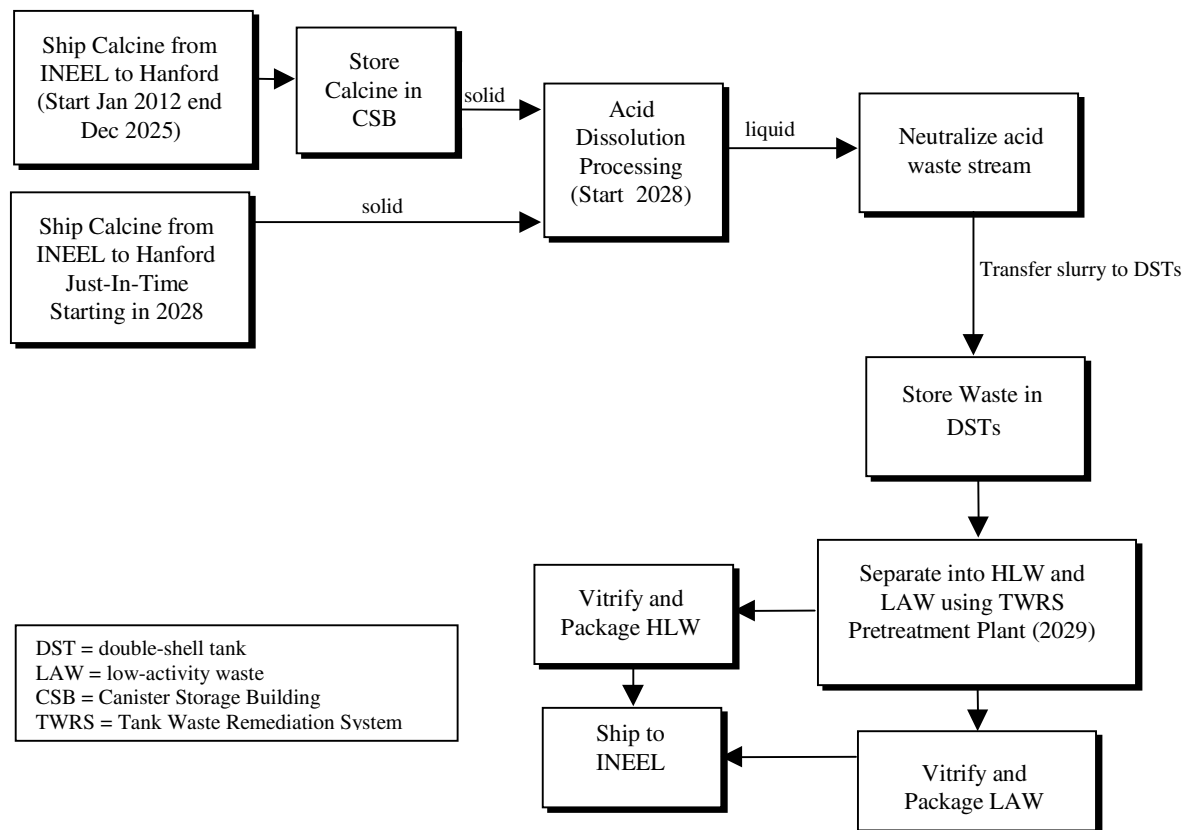 Ship Calcine from
INEEL to Hanford
(Start Jan 2012 end
Dec 2025)
Store
Calcine in
CSB
solid
Acid
Dissolution
Processing
(Start 2028)
liquid
Neutralize acid
waste stream
Ship Calcine from
INEEL to Hanford
Just-In-Time
Starting in 2028
solid
Transfer slurry to DSTs
Store Waste in
DSTs
Separate into HLW and
LAW using TWRS
Pretreatment Plant (2029)
Vitrify and
Package HLW
Ship to
INEEL
Vitrify and
Package LAW
DST = double-shell tank
LAW = low-activity waste
CSB = Canister Storage Building
TWRS = Tank Waste Remediation System